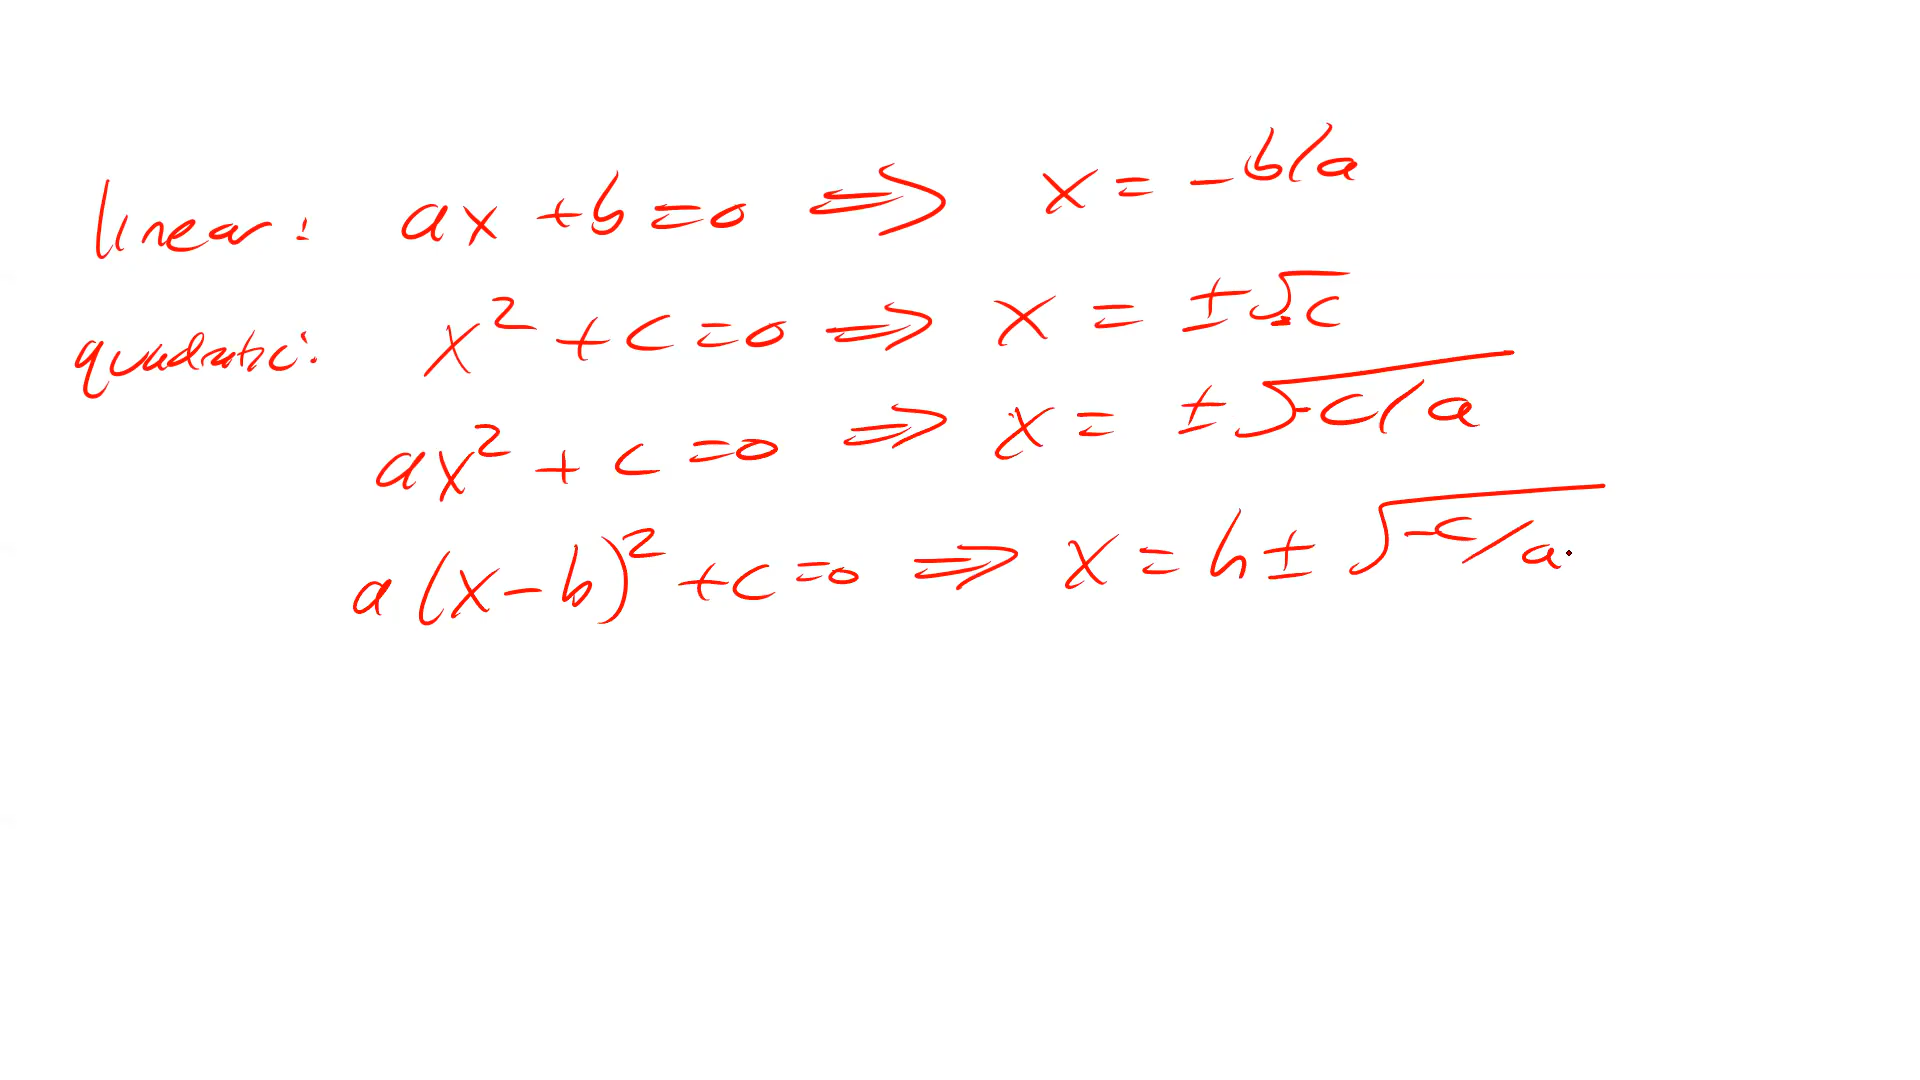 linear: ax + b = 0 ⟹ x = -b/a
quadratic: x² + c = 0 ⟹ x = ±√-c
ax² + c = 0 ⟹ x = ±√-c/a
a(x-h)² + c = 0 ⟹ x = h ± √-c/a